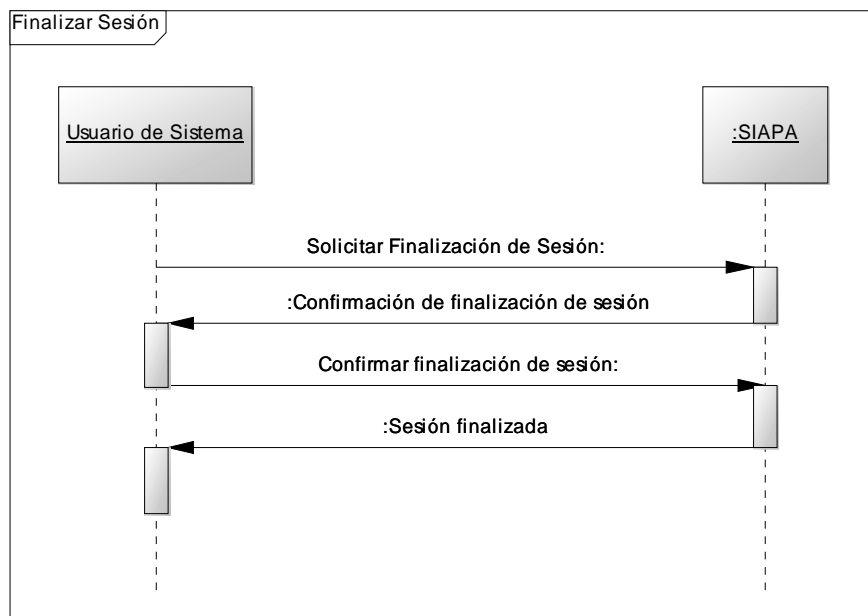 Finalizar Sesión
Usuario de Sistema
:SIAPA
Solicitar Finalización de Sesión:
:Confirmación de finalización de sesión
Confirmar finalización de sesión:
:Sesión finalizada